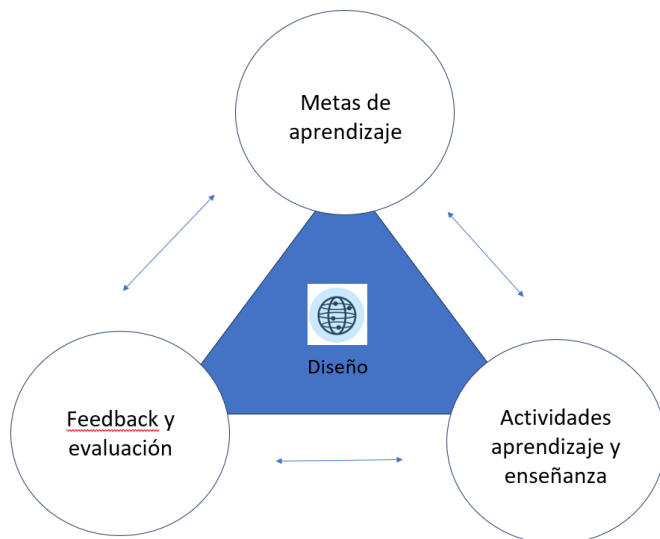 Metas de
aprendizaje
Diseño
Feedback y
evaluación
Actividades
aprendizaje y
enseñanza